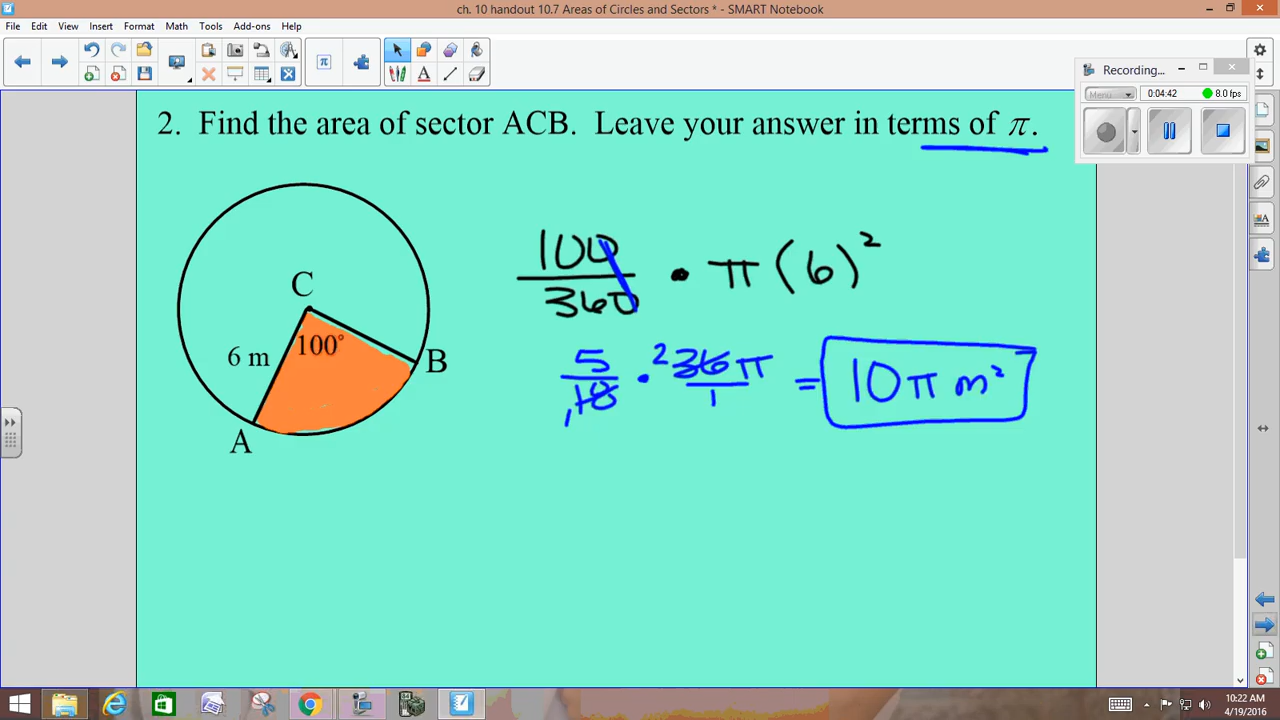 ch. 10 handout 10.7 Areas of Circles and Sectors * - SMART Notebook
File Edit View Insert Format Math Tools Add-ons Help
Recording...
Menu 0:04:42 8.0 fps
2. Find the area of sector ACB. Leave your answer in terms of π.
100/360 • π(6)²
C
100°
6 m
B
A
5/18 • 36π/1 = 10π m²
1 2
10:22 AM
4/19/2016